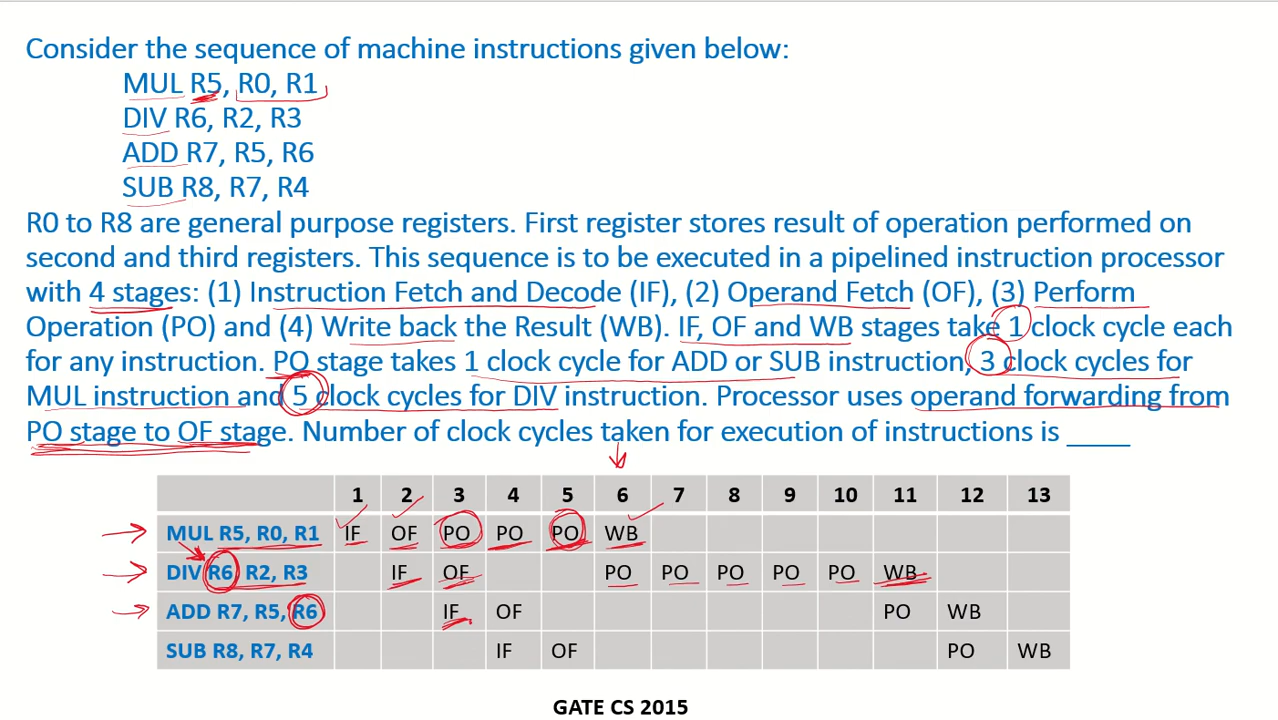 Consider the sequence of machine instructions given below:
MUL R5, R0, R1
DIV R6, R2, R3
ADD R7, R5, R6
SUB R8, R7, R4
R0 to R8 are general purpose registers. First register stores result of operation performed on
second and third registers. This sequence is to be executed in a pipelined instruction processor
with 4 stages: (1) Instruction Fetch and Decode (IF), (2) Operand Fetch (OF), (3) Perform
Operation (PO) and (4) Write back the Result (WB). IF, OF and WB stages take 1 clock cycle each
for any instruction. PO stage takes 1 clock cycle for ADD or SUB instruction, 3 clock cycles for
MUL instruction and 5 clock cycles for DIV instruction. Processor uses operand forwarding from
PO stage to OF stage. Number of clock cycles taken for execution of instructions is ____
1 2 3 4 5 6 7 8 9 10 11 12 13
MUL R5, R0, R1 IF OF PO PO PO WB
DIV R6, R2, R3 IF OF PO PO PO PO PO WB
ADD R7, R5, R6 IF OF PO WB
SUB R8, R7, R4 IF OF PO WB
GATE CS 2015